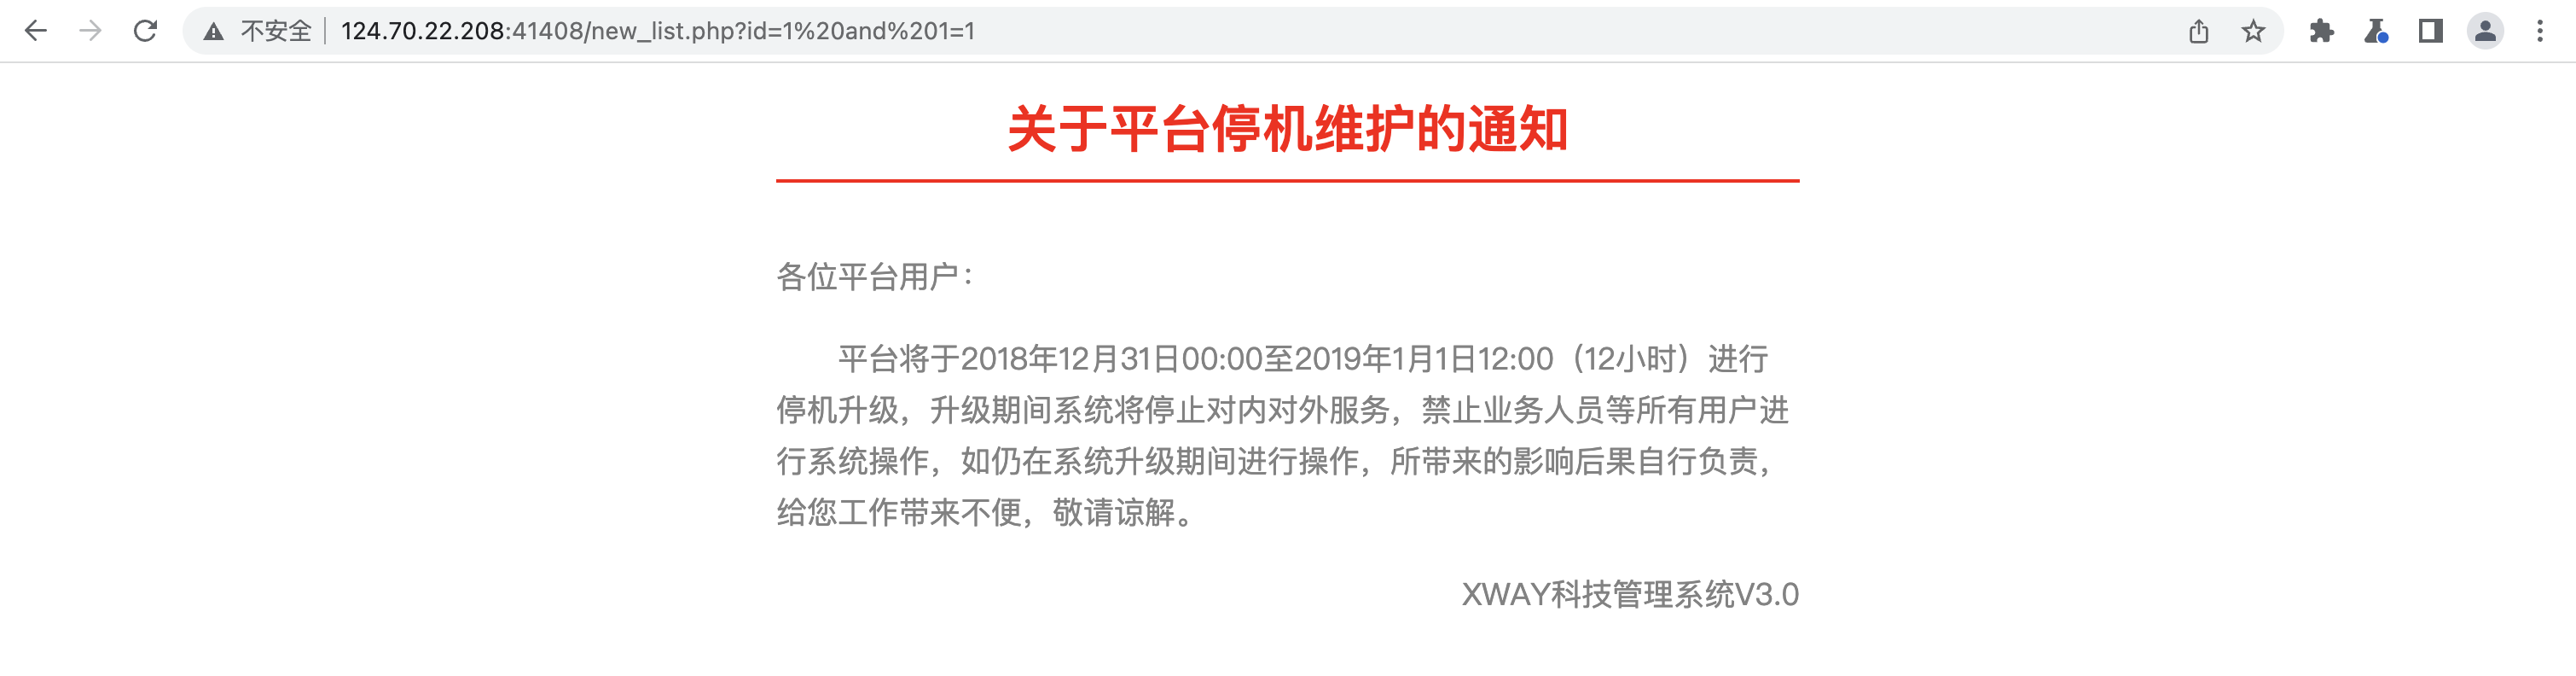 不安全 | 124.70.22.208:41408/new_list.php?id=1%20and%201=1
关于平台停机维护的通知
各位平台用户：
平台将于2018年12月31日00:00至2019年1月1日12:00（12小时）进行
停机升级，升级期间系统将停止对内对外服务，禁止业务人员等所有用户进
行系统操作，如仍在系统升级期间进行操作，所带来的影响后果自行负责，
给您工作带来不便，敬请谅解。
XWAY科技管理系统V3.0